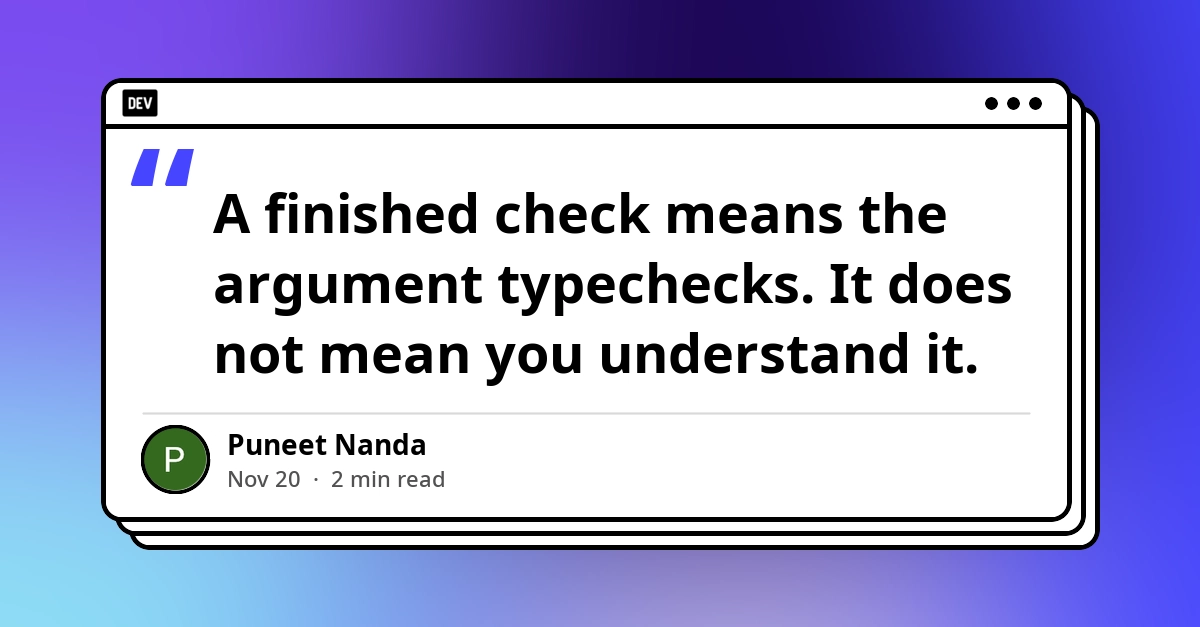 DEV
“
A finished check means the
argument typechecks. It does
not mean you understand it.
P
Puneet Nanda
Nov 20 · 2 min read